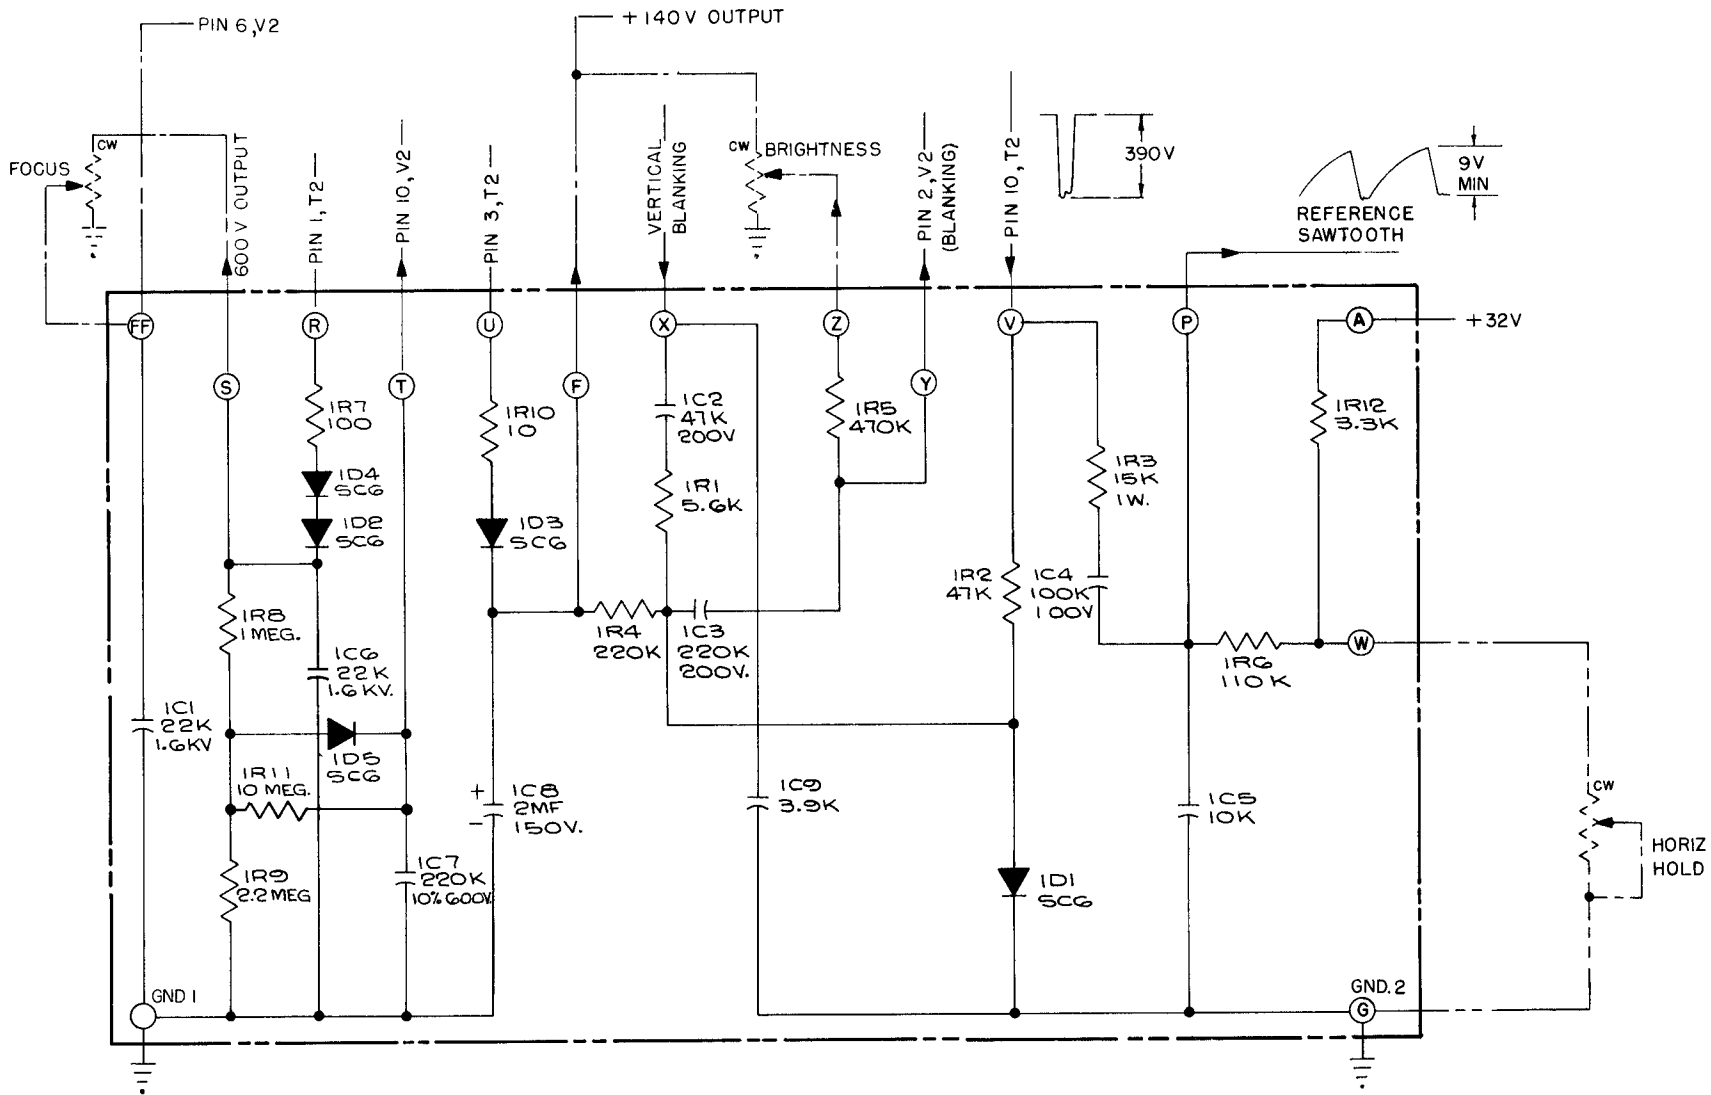 PIN 6,V2
+140V OUTPUT
FOCUS
CW
600 V OUTPUT
PIN 1, T2
PIN 10, V2
PIN 3, T2
VERTICAL
BLANKING
CW
BRIGHTNESS
PIN 2, V2
(BLANKING)
PIN 10, T2
390V
9V
MIN
REFERENCE
SAWTOOTH
FF
R
U
X
Z
V
P
A
+32V
S
T
F
Y
1R7
100
1R10
10
1C2
47K
200V
1R5
470K
1R12
3.3K
1D4
SC6
1D2
SC6
1D3
SC6
1R1
5.6K
1R3
15K
1W.
1R8
1 MEG.
1R4
220K
1C3
220K
200V.
1R2
47K
1C4
100K
100V
1R6
110K
W
1C6
22K
1.6KV.
1C1
22K
1.6KV
1D5
SC6
1R11
10 MEG.
+
-
1C8
2MF
150V.
1C9
3.9K
1C5
10K
CW
HORIZ
HOLD
1R9
2.2MEG
1C7
220K
10% 600V.
1D1
SC6
GND 1
GND. 2
G